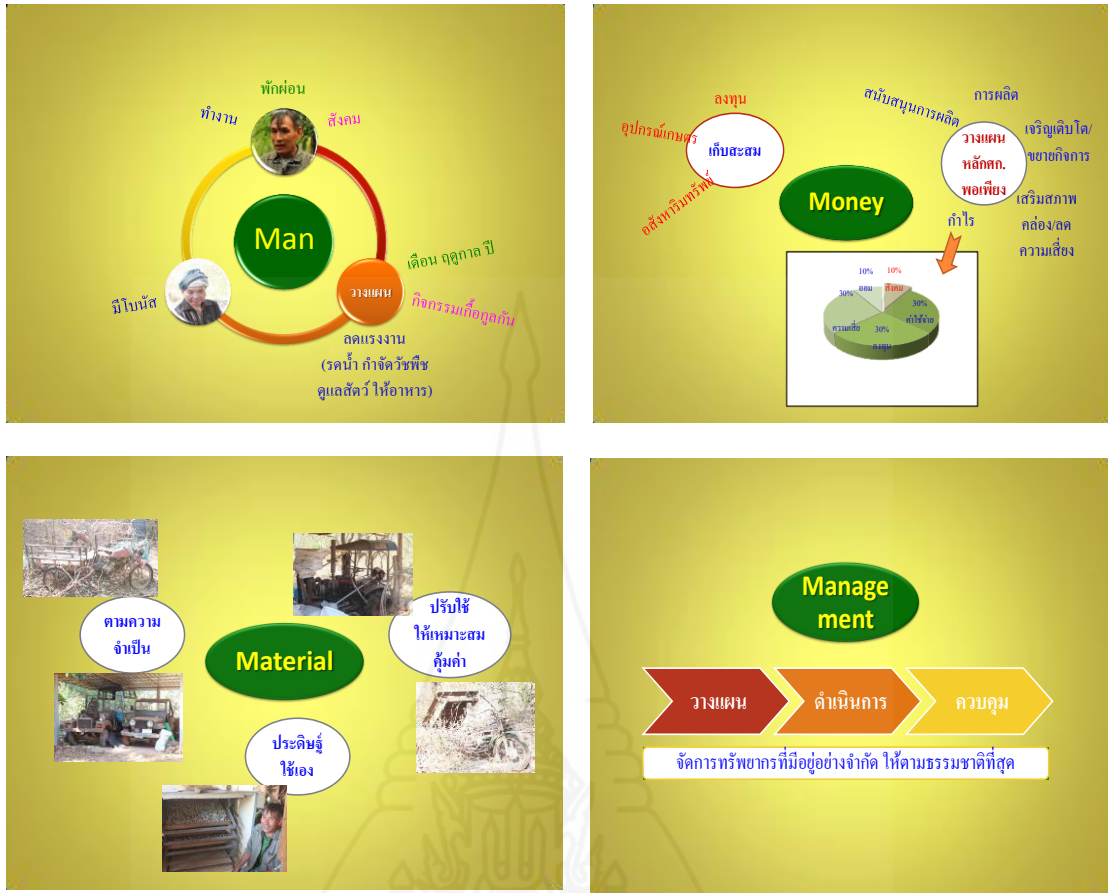 พักผ่อน
ทำงาน
สังคม
Man
เดือน ฤดูกาล ปี
วางแผน
กิจกรรมเกื้อกูลกัน
มีโบนัส
ลดแรงงาน
(รดน้ำ กำจัดวัชพืช
ดูแลสัตว์ ให้อาหาร)
ลงทุน
อุปกรณ์เกษตร
เก็บสะสม
อสังหาริมทรัพย์
Money
สนับสนุนการผลิต
การผลิต
เจริญเติบโต/
ขยายกิจการ
วางแผน
หลักศก.
พอเพียง
เสริมสภาพ
คล่อง/ลด
ความเสี่ยง
กำไร
10%
ออม
10%
สังคม
30%
ความเสี่ย
30%
ค่าใช้จ่าย
30%
ลงทุน
ตามความ
จำเป็น
Material
ปรับใช้
ให้เหมาะสม
คุ้มค่า
ประดิษฐ์
ใช้เอง
Manage
ment
วางแผน
ดำเนินการ
ควบคุม
จัดการทรัพยากรที่มีอยู่อย่างจำกัด ให้ตามธรรมชาติที่สุด